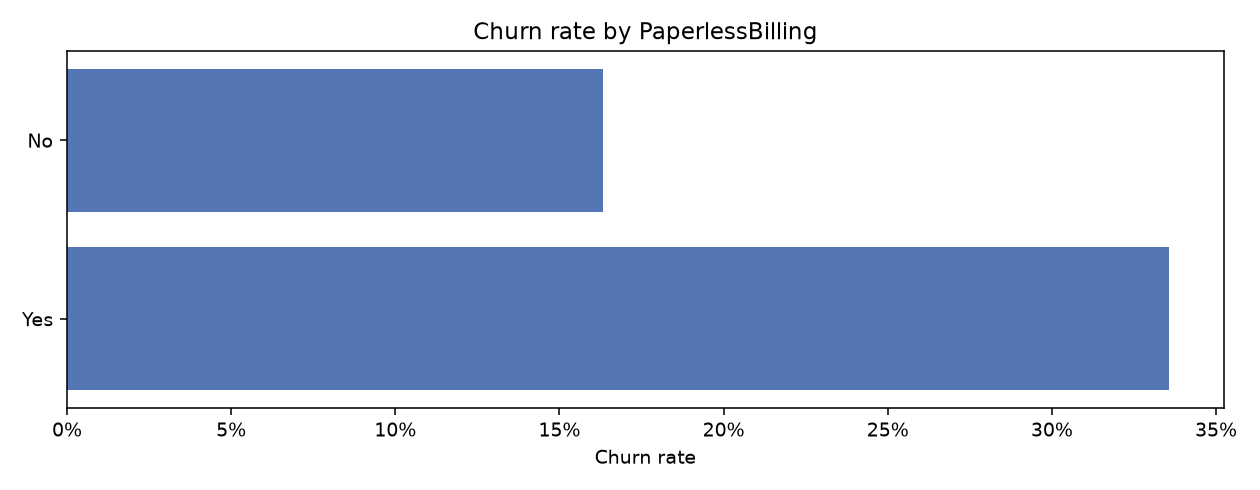 Churn rate by PaperlessBilling
No
Yes
0% 5% 10% 15% 20% 25% 30% 35%
Churn rate